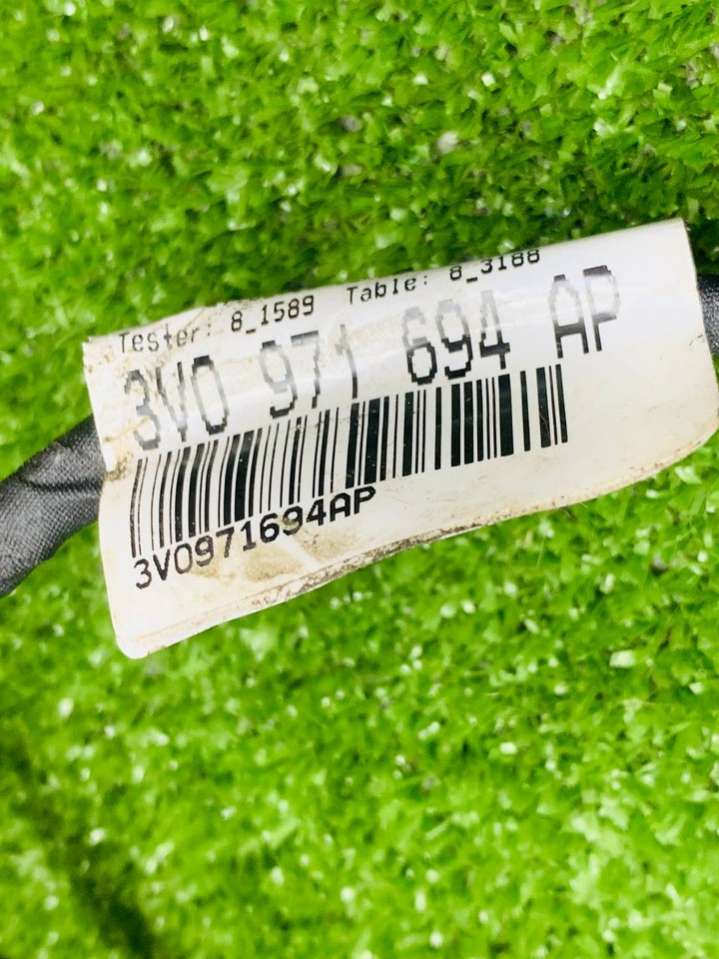 Tester: 8_1589 Table: 8_3188
3V0 971 694 AP
3V0971694AP